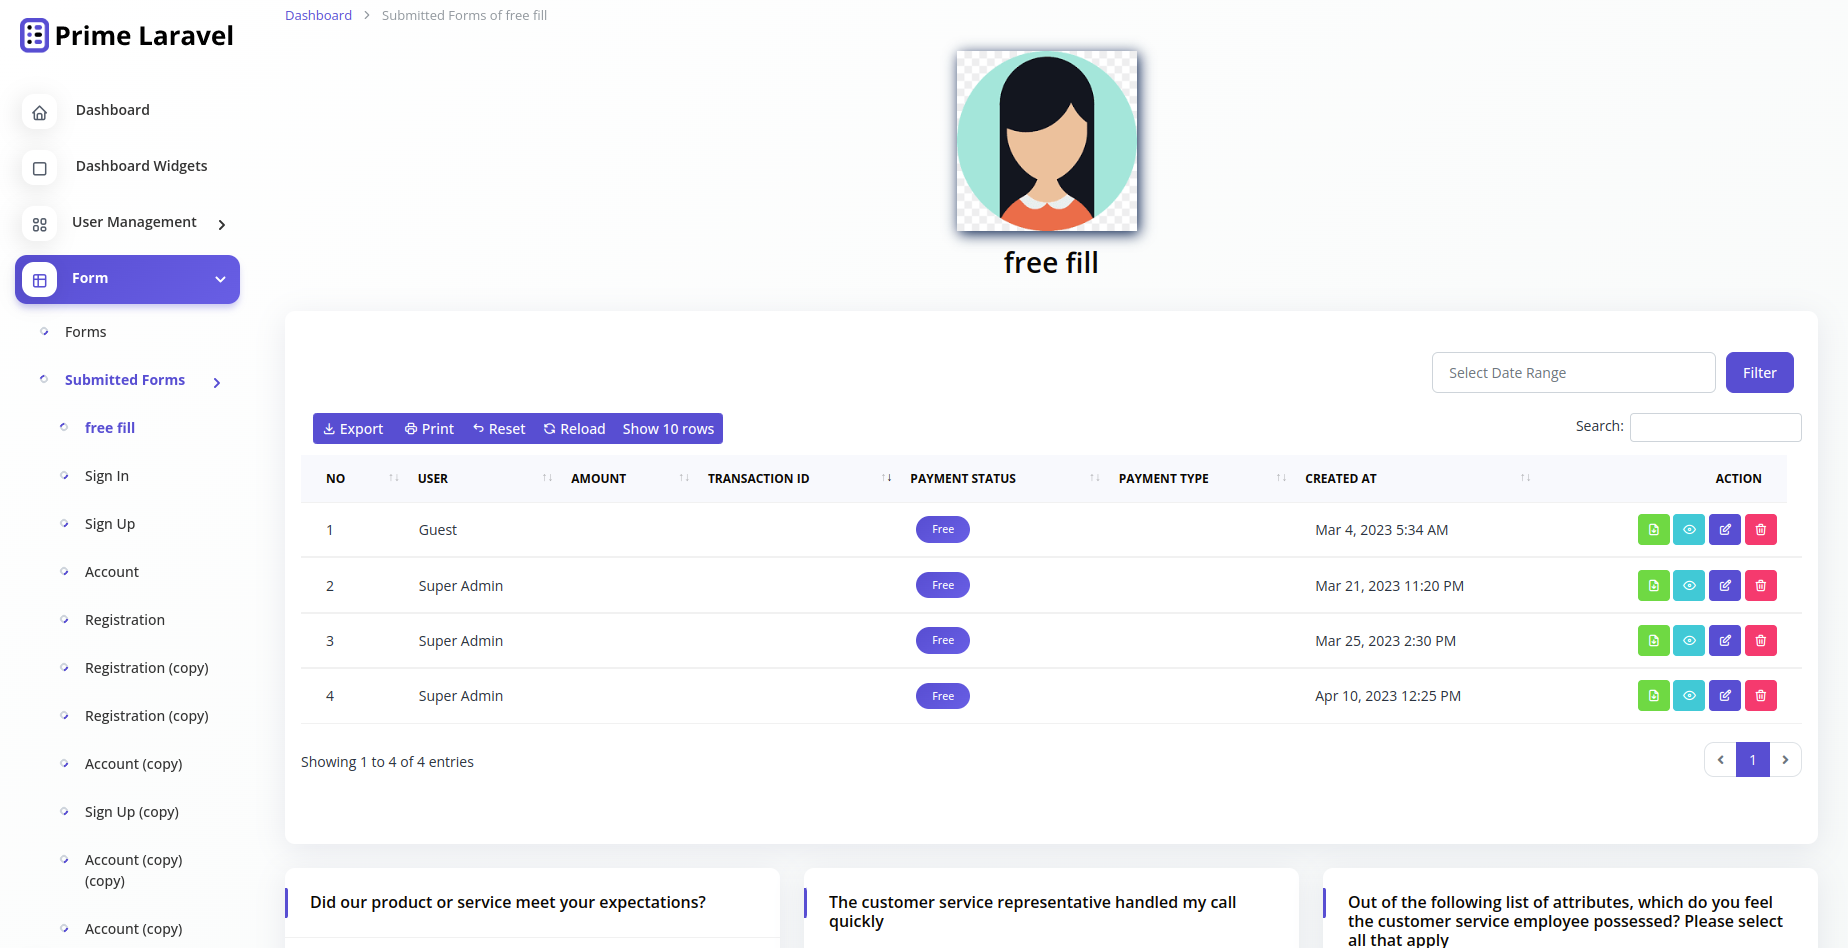 Prime Laravel
Dashboard
Dashboard Widgets
User Management
Form
Forms
Submitted Forms
free fill
Sign In
Sign Up
Account
Registration
Registration (copy)
Registration (copy)
Account (copy)
Sign Up (copy)
Account (copy)
(copy)
Account (copy)
Dashboard > Submitted Forms of free fill
free fill
Select Date Range Filter
Export Print Reset Reload Show 10 rows Search:
NO USER AMOUNT TRANSACTION ID PAYMENT STATUS PAYMENT TYPE CREATED AT ACTION
1 Guest Free Mar 4, 2023 5:34 AM
2 Super Admin Free Mar 21, 2023 11:20 PM
3 Super Admin Free Mar 25, 2023 2:30 PM
4 Super Admin Free Apr 10, 2023 12:25 PM
Showing 1 to 4 of 4 entries 1
Did our product or service meet your expectations?
The customer service representative handled my call
quickly
Out of the following list of attributes, which do you feel
the customer service employee possessed? Please select
all that apply